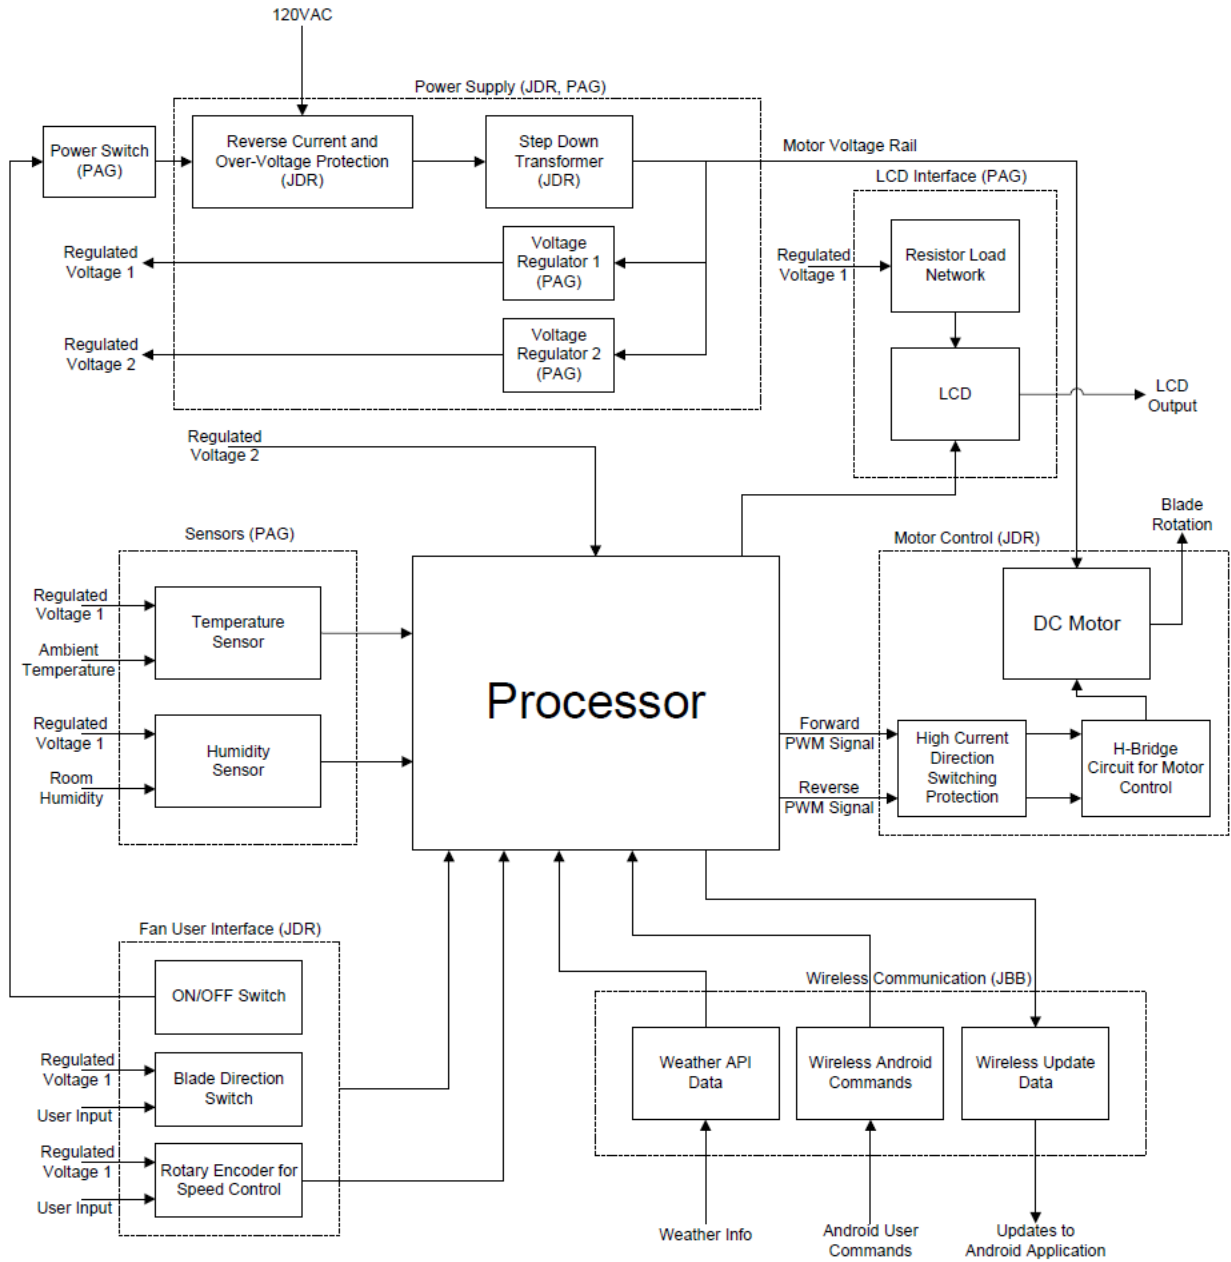 120VAC
Power Supply (JDR, PAG)
Power Switch
(PAG)
Reverse Current and
Over-Voltage Protection
(JDR)
Step Down
Transformer
(JDR)
Motor Voltage Rail
LCD Interface (PAG)
Regulated
Voltage 1
Voltage
Regulator 1
(PAG)
Regulated
Voltage 1
Resistor Load
Network
Regulated
Voltage 2
Voltage
Regulator 2
(PAG)
LCD
LCD
Output
Regulated
Voltage 2
Blade
Rotation
Sensors (PAG)
Motor Control (JDR)
Regulated
Voltage 1
Ambient
Temperature
Temperature
Sensor
DC Motor
Processor
Regulated
Voltage 1
Room
Humidity
Humidity
Sensor
Forward
PWM Signal
Reverse
PWM Signal
High Current
Direction
Switching
Protection
H-Bridge
Circuit for Motor
Control
Fan User Interface (JDR)
ON/OFF Switch
Regulated
Voltage 1
User Input
Blade Direction
Switch
Regulated
Voltage 1
User Input
Rotary Encoder for
Speed Control
Wireless Communication (JBB)
Weather API
Data
Wireless Android
Commands
Wireless Update
Data
Weather Info
Android User
Commands
Updates to
Android Application